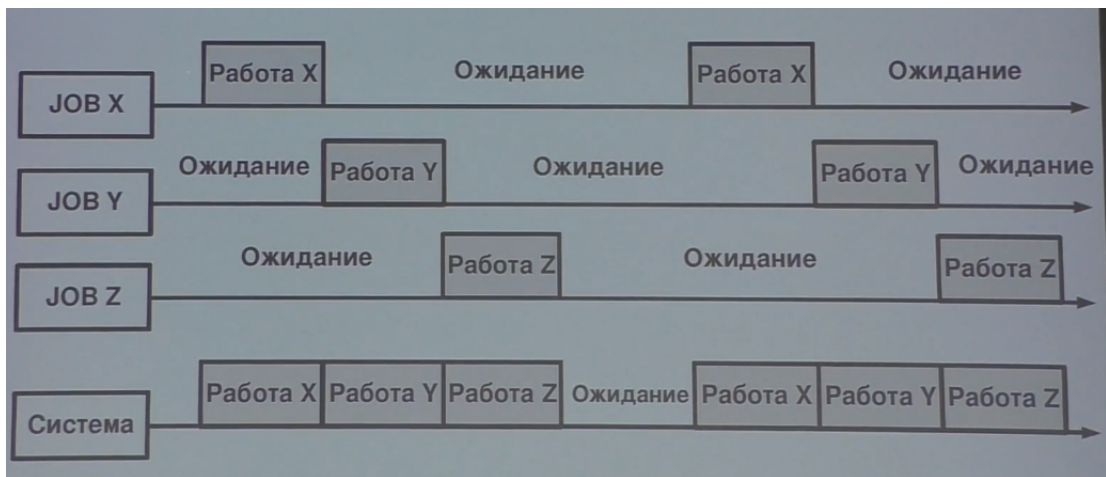 JOB X
Работа X
Ожидание
Работа X
Ожидание
JOB Y
Ожидание
Работа Y
Ожидание
Работа Y
Ожидание
JOB Z
Ожидание
Работа Z
Ожидание
Работа Z
Система
Работа X
Работа Y
Работа Z
Ожидание
Работа X
Работа Y
Работа Z